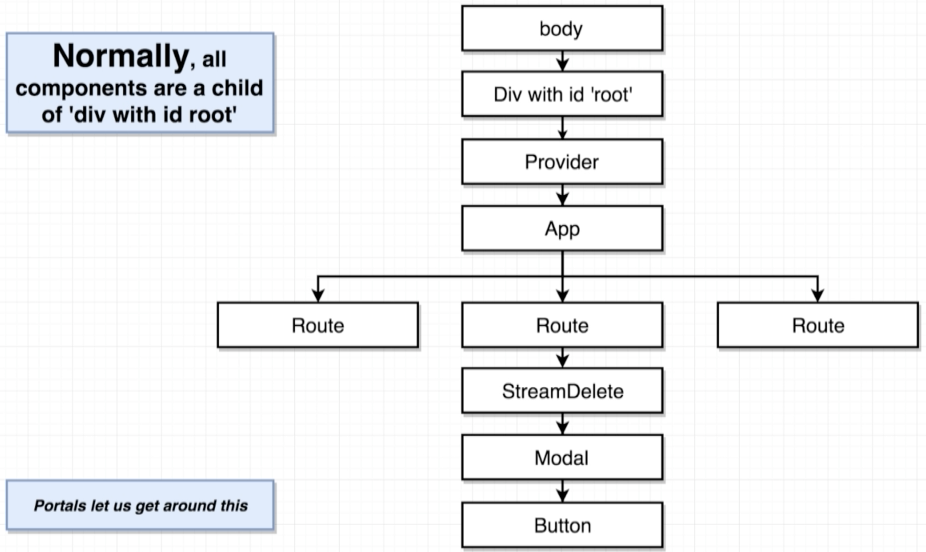 body
Normally, all
components are a child
of 'div with id root'
Div with id 'root'
Provider
App
Route
Route
Route
StreamDelete
Modal
Portals let us get around this
Button